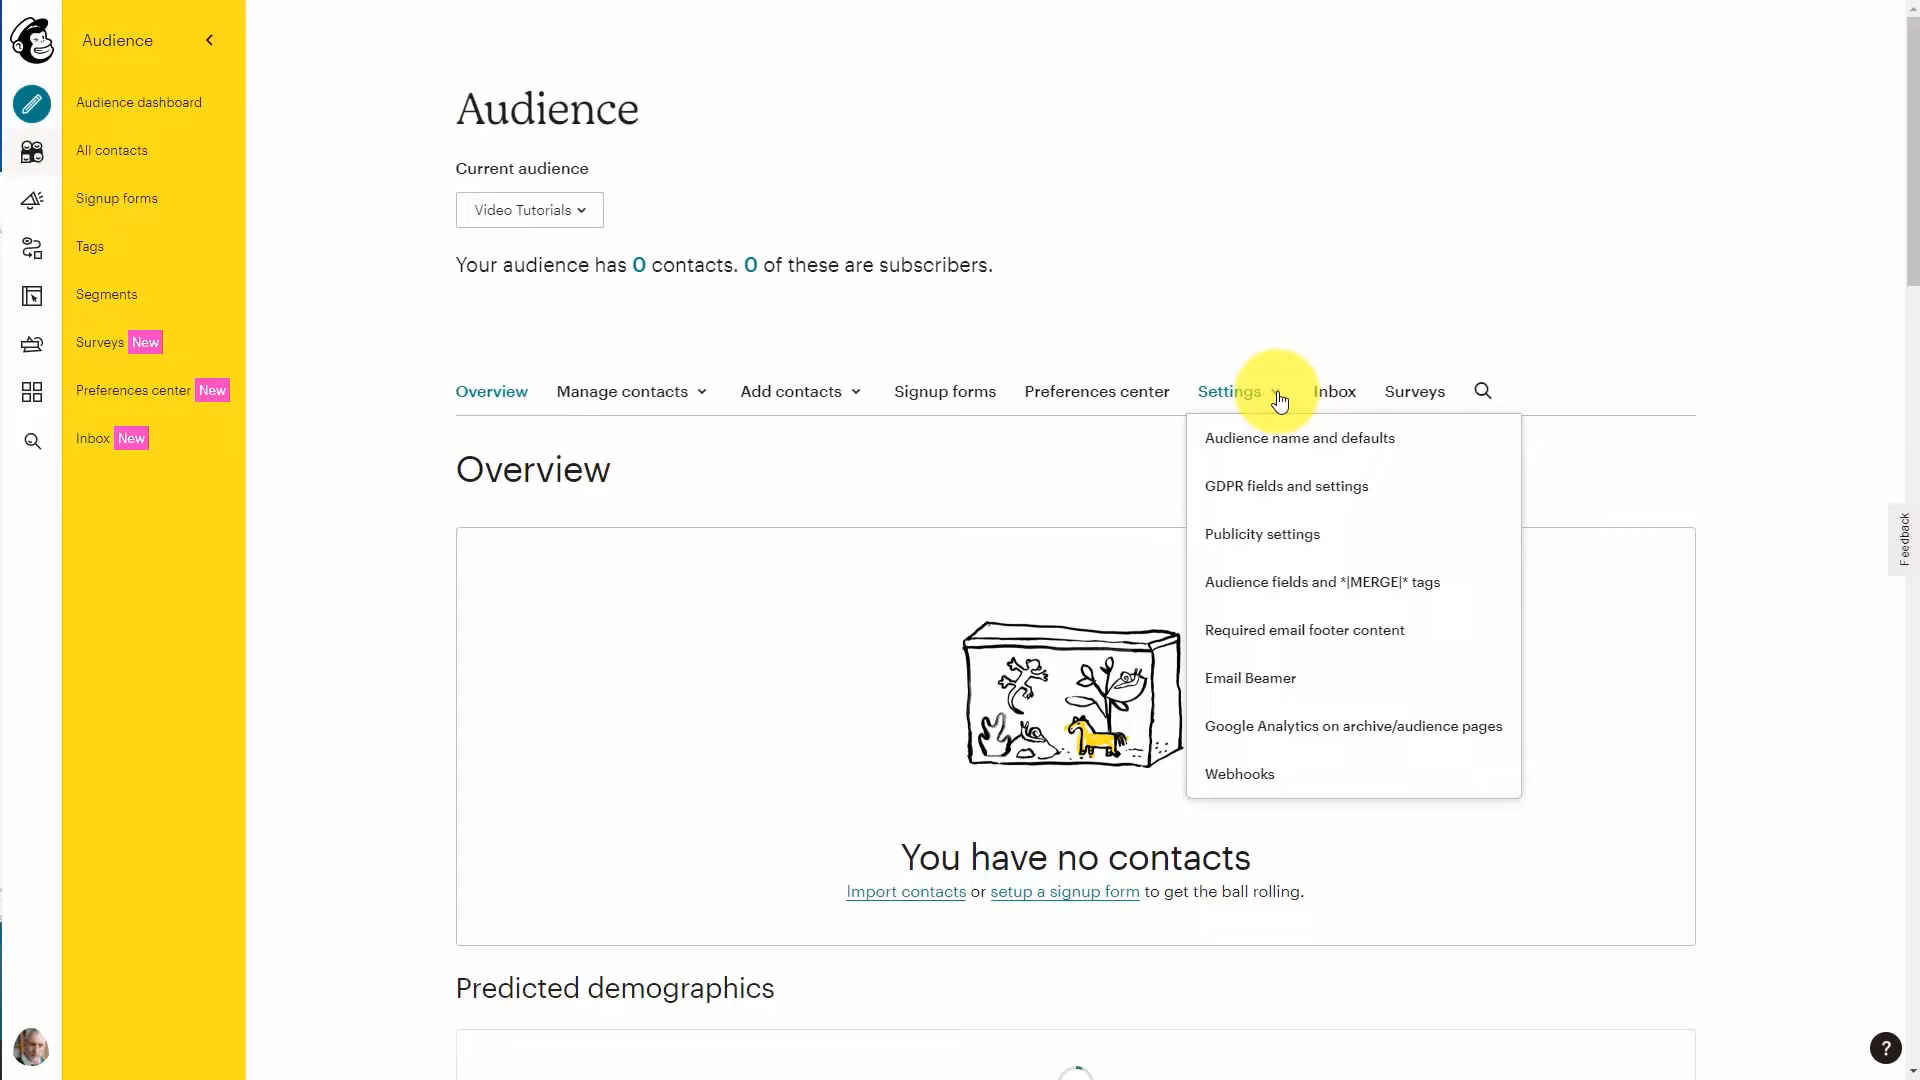 Audience
Audience dashboard
All contacts
Signup forms
Tags
Segments
Surveys New
Preferences center New
Inbox New
Audience
Current audience
Video Tutorials
Your audience has 0 contacts. 0 of these are subscribers.
Overview Manage contacts Add contacts Signup forms Preferences center Settings Inbox Surveys
Audience name and defaults
GDPR fields and settings
Publicity settings
Audience fields and *|MERGE|* tags
Required email footer content
Email Beamer
Google Analytics on archive/audience pages
Webhooks
Overview
You have no contacts
Import contacts or setup a signup form to get the ball rolling.
Predicted demographics
Feedback
?